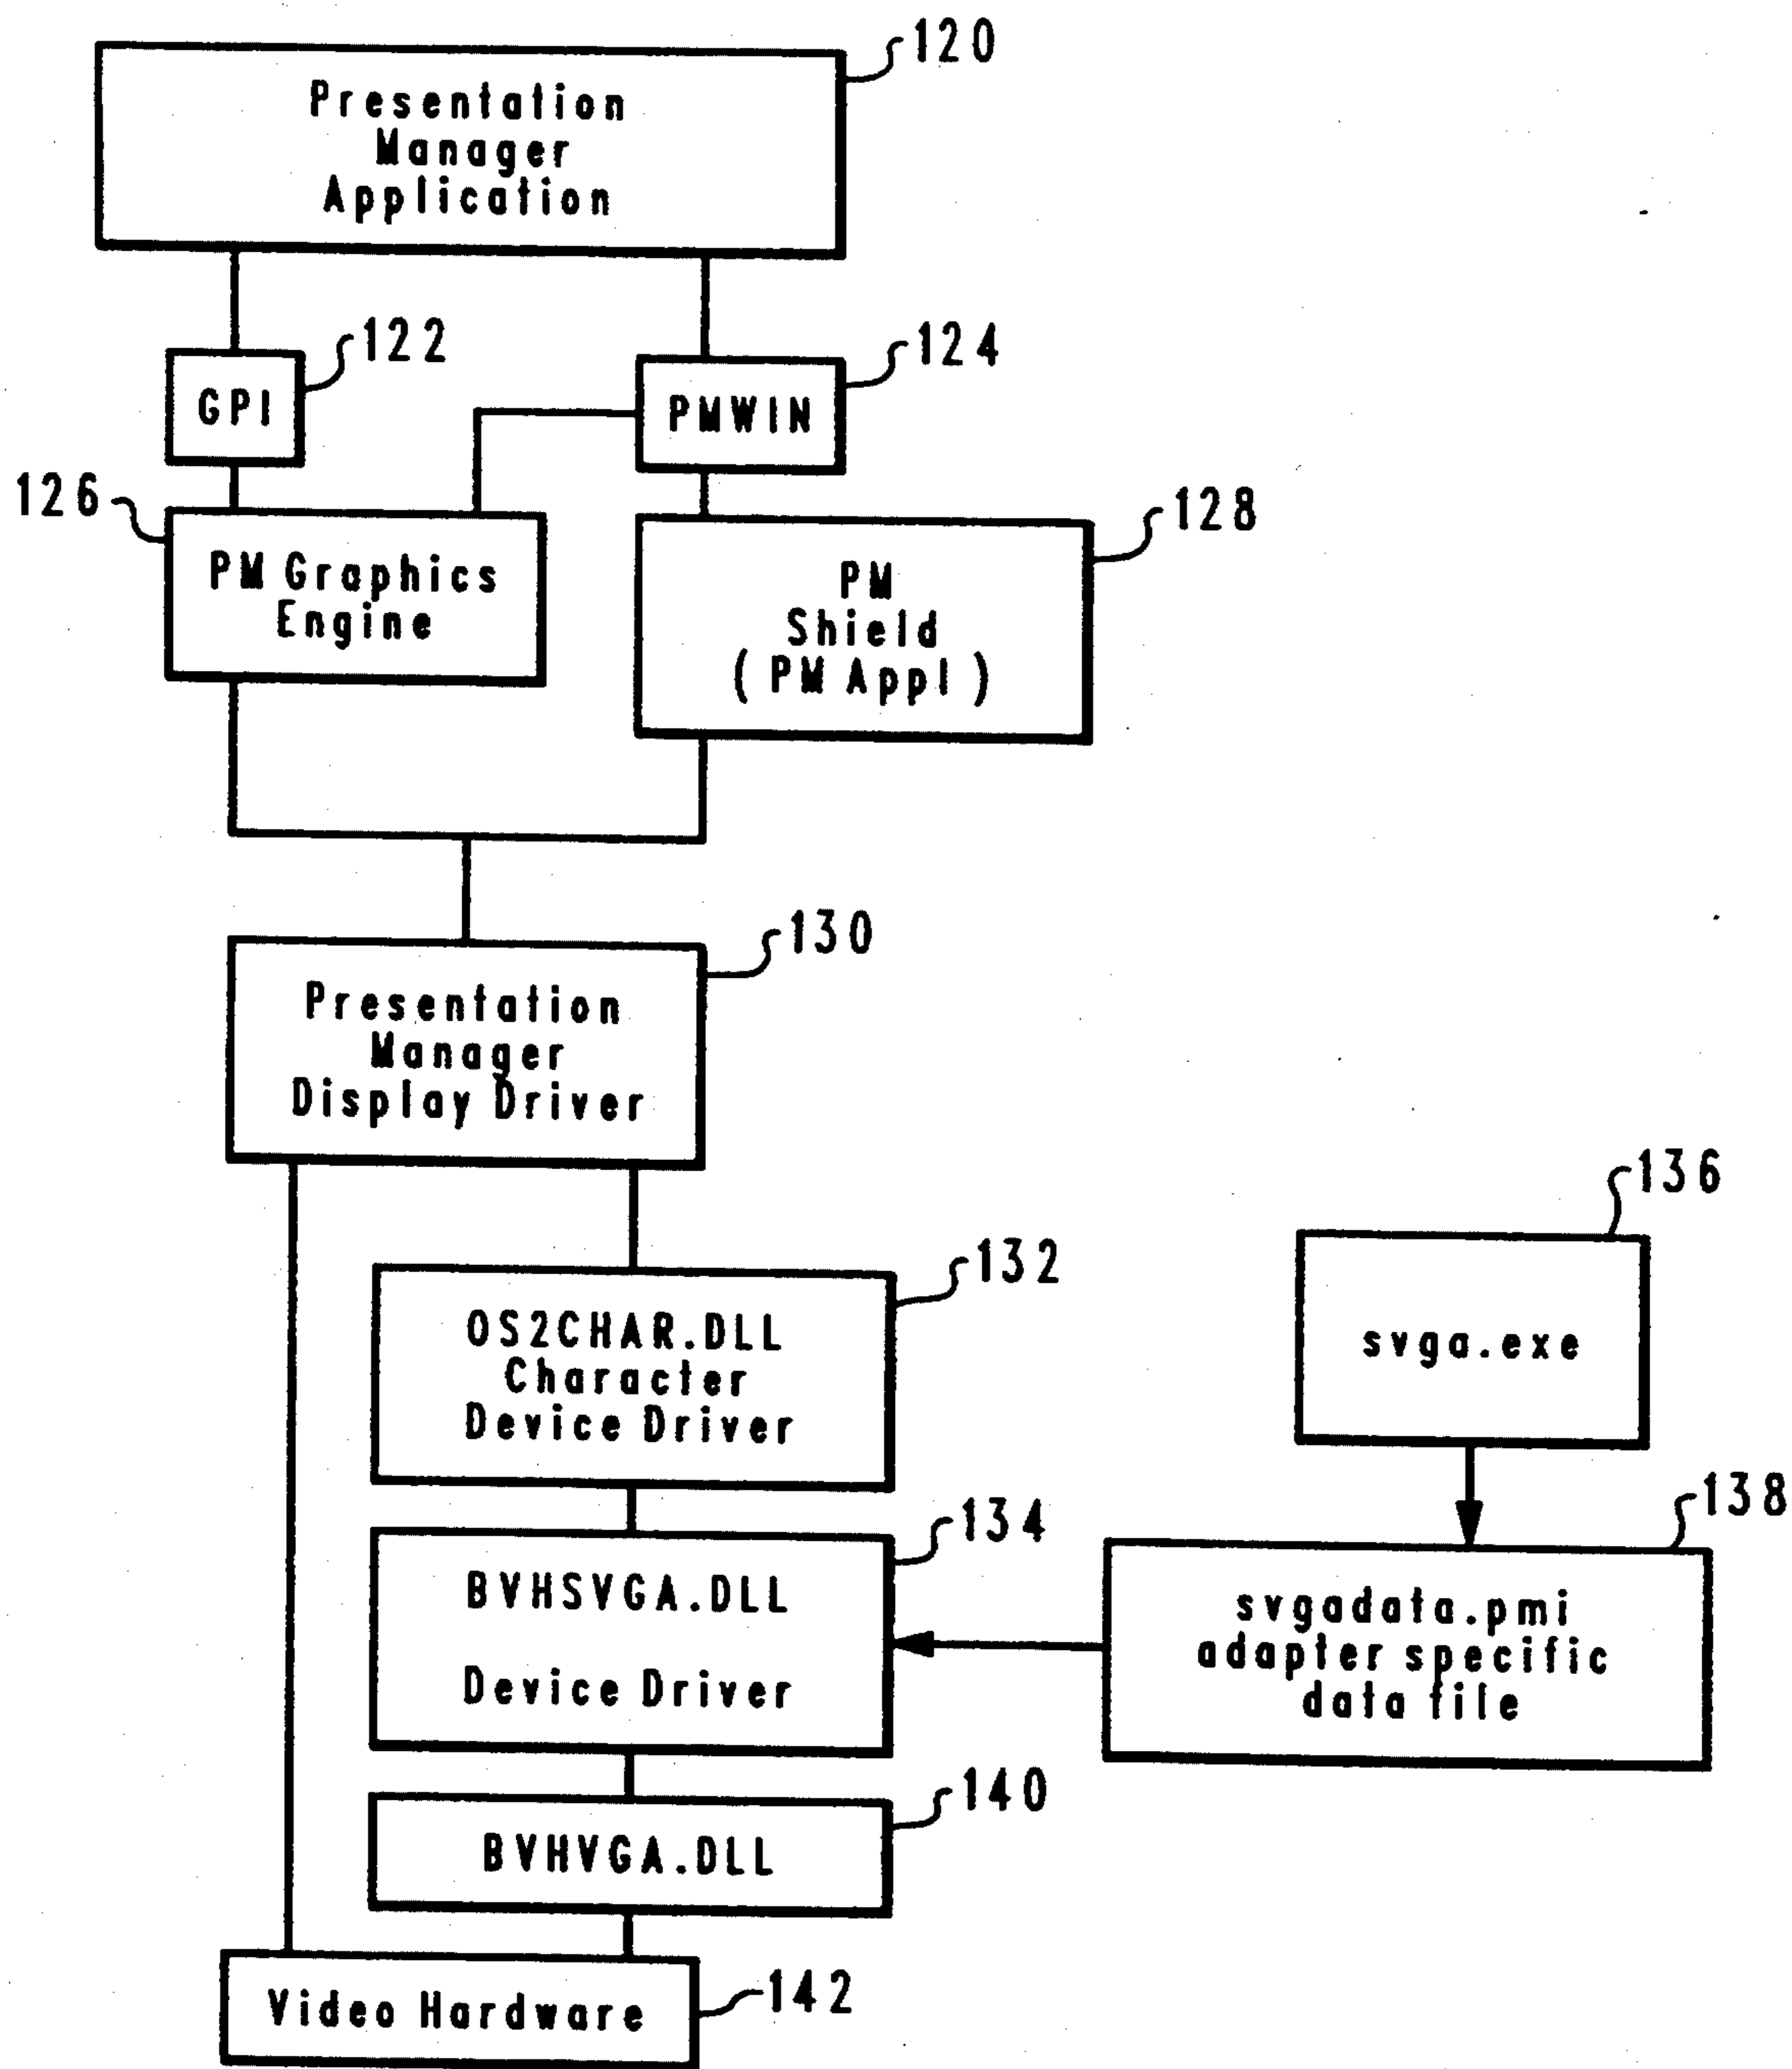 120
Presentation
Manager
Application
122
GPI
124
PMWIN
126
PM Graphics
Engine
128
PM
Shield
( PM Appl )
130
Presentation
Manager
Display Driver
132
OS2CHAR.DLL
Character
Device Driver
136
svga.exe
134
BVHSVGA.DLL
Device Driver
138
svgadata.pmi
adapter specific
data file
140
BVHVGA.DLL
142
Video Hardware